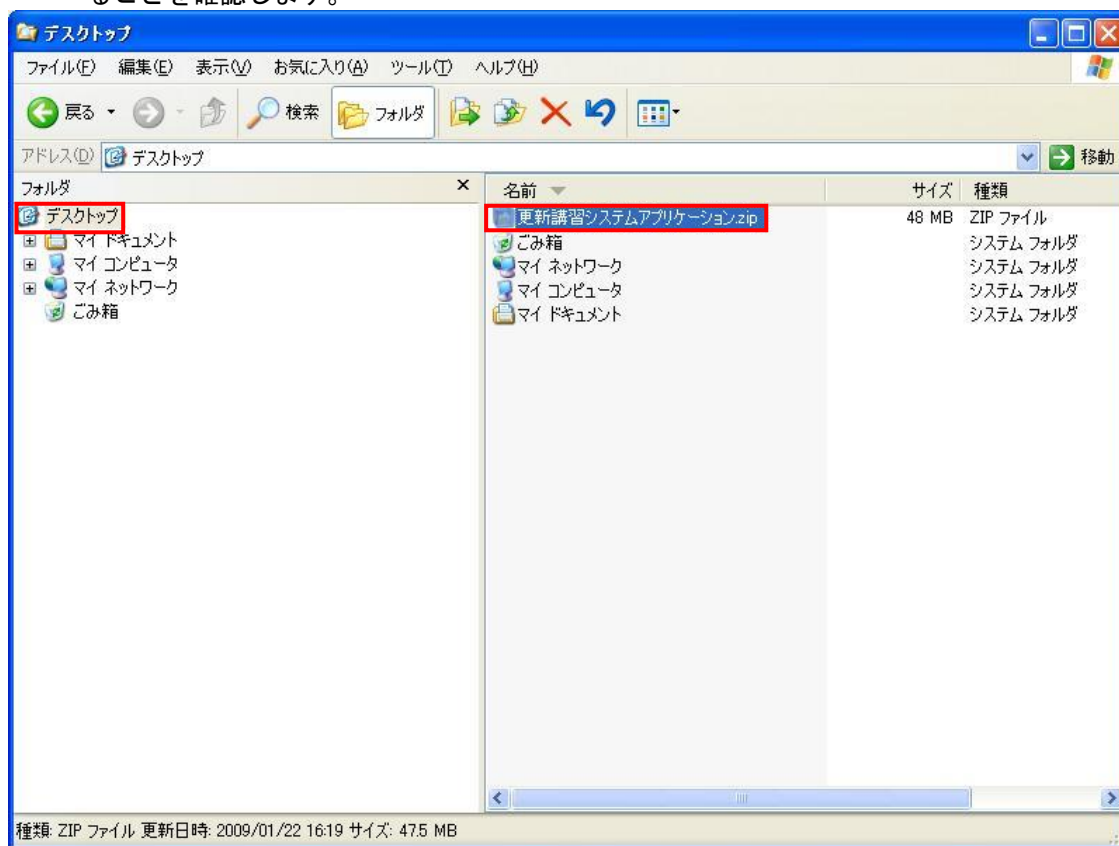 ることを確認します。
デスクトップ
ファイル(F) 編集(E) 表示(V) お気に入り(A) ツール(T) ヘルプ(H)
戻る 検索 フォルダ
アドレス(D) デスクトップ 移動
フォルダ × 名前 サイズ 種類
デスクトップ
マイ ドキュメント
マイ コンピュータ
マイ ネットワーク
ごみ箱
更新講習システムアプリケーション.zip 48 MB ZIP ファイル
ごみ箱 システム フォルダ
マイ ネットワーク システム フォルダ
マイ コンピュータ システム フォルダ
マイ ドキュメント システム フォルダ
種類: ZIP ファイル 更新日時: 2009/01/22 16:19 サイズ: 47.5 MB